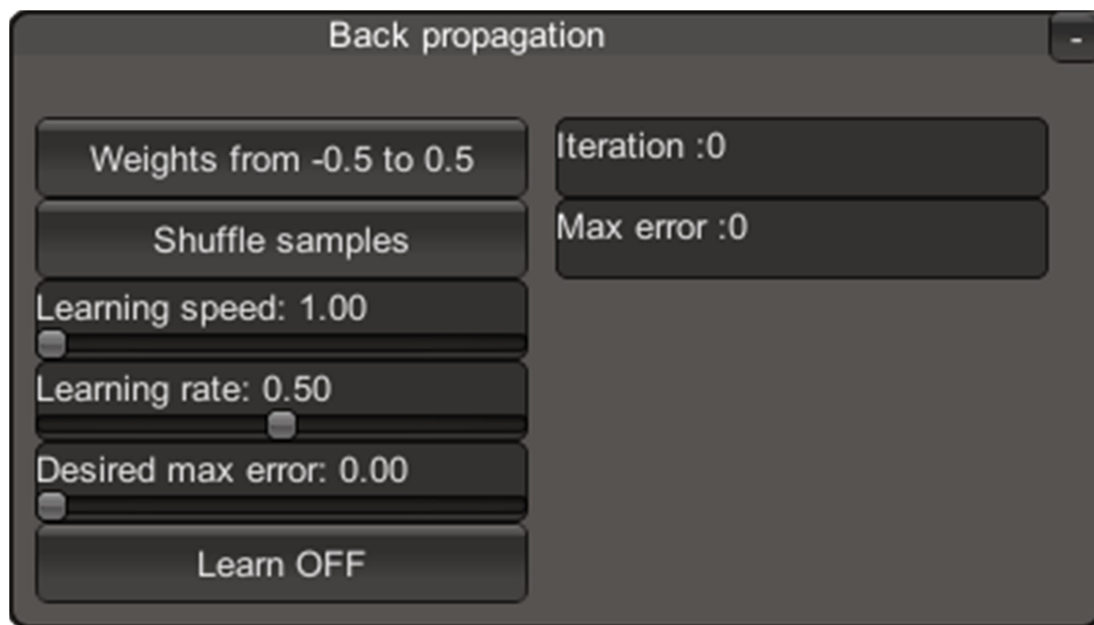 Back propagation
-
Weights from -0.5 to 0.5
Shuffle samples
Learning speed: 1.00
Learning rate: 0.50
Desired max error: 0.00
Learn OFF
Iteration :0
Max error :0